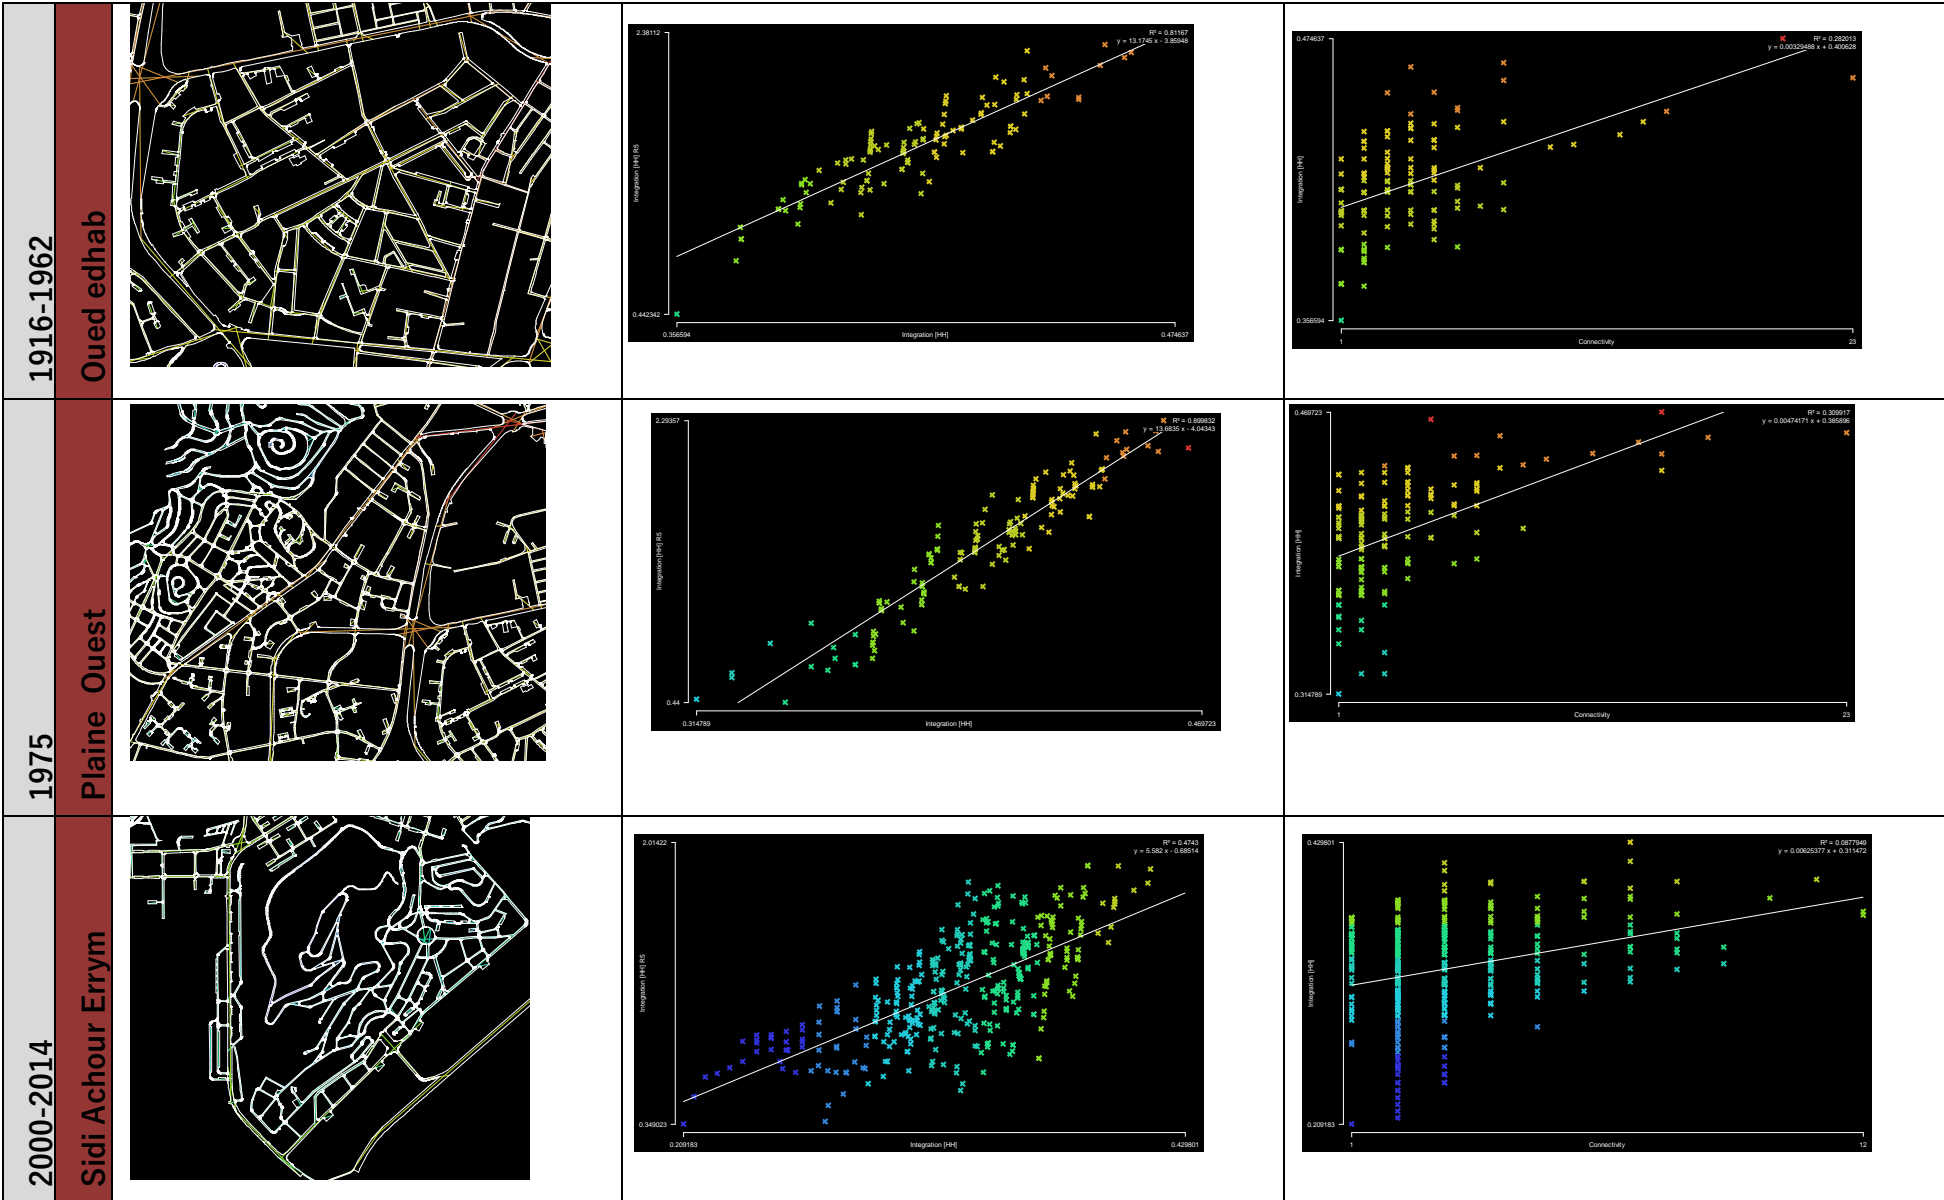 1916-1962
Oued edhab
2.38112
R² = 0.81167
y = 13.1745 x - 3.85948
Integration [HH] R5
0.442342
0.356594
Integration [HH]
0.474637
0.474637
R² = 0.282013
y = 0.00329488 x + 0.400628
Integration [HH]
0.356594
1
Connectivity
23
1975
Plaine Ouest
2.29357
R² = 0.899832
y = 13.6835 x - 4.04343
Integration [HH] R5
0.44
0.314789
Integration [HH]
0.469723
0.469723
R² = 0.309917
y = 0.00474171 x + 0.385896
Integration [HH]
0.314789
1
Connectivity
23
2000-2014
Sidi Achour Errym
2.01422
R² = 0.4743
y = 5.582 x - 0.68514
Integration [HH] R5
0.349023
0.209183
Integration [HH]
0.429801
0.429801
R² = 0.0877949
y = 0.00625377 x + 0.311472
Integration [HH]
0.209183
1
Connectivity
12